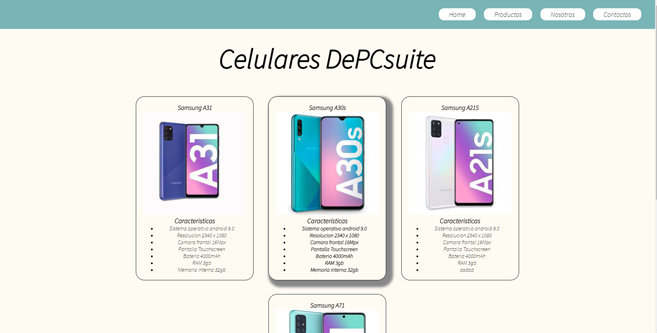 Home
Productos
Nosotros
Contactos
Celulares DePCsuite
Samsung A31
A31
Caracteristicas
Sistema operativo android 9.0
Resolucion 2340 x 1080
Camara frontal 16Mpx
Pantalla Touchscreen
Bateria 4000mAh
RAM 3gb
Memoria interna 32gb
Samsung A30s
A30s
Caracteristicas
Sistema operativo android 9.0
Resolucion 2340 x 1080
Camara frontal 16Mpx
Pantalla Touchscreen
Bateria 4000mAh
RAM 3gb
Memoria interna 32gb
Samsung A21S
A21s
Caracteristicas
Sistema operativo android 9.0
Resolucion 2340 x 1080
Camara frontal 16Mpx
Pantalla Touchscreen
Bateria 4000mAh
RAM 3gb
Samsung A71